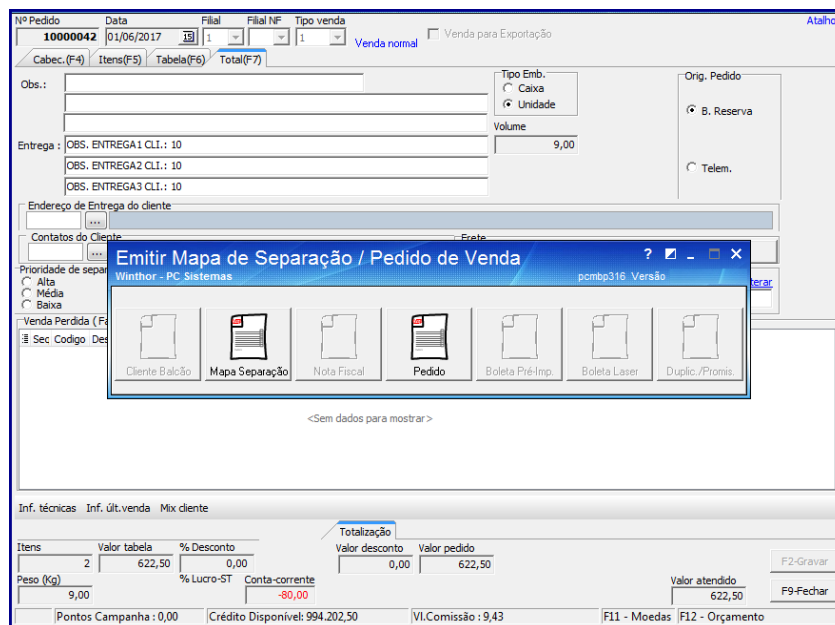 Nº Pedido Data Filial Filial NF Tipo venda Atalho
10000042 01/06/2017 15 1 1 Venda normal Venda para Exportação
Cabec.(F4) Itens(F5) Tabela(F6) Total(F7)
Obs.:
Tipo Emb.
Caixa
Unidade
Orig. Pedido
B. Reserva
Telem.
Volume
9,00
Entrega : OBS. ENTREGA1 CLI.: 10
OBS. ENTREGA2 CLI.: 10
OBS. ENTREGA3 CLI.: 10
Endereço de Entrega do cliente
...
Contatos do Cliente Frete
...
Prioridade de separ
Alta
Média
Baixa
terar
Emitir Mapa de Separação / Pedido de Venda ?
Winthor - PC Sistemas pcmbp316 Versão
Cliente Balcão Mapa Separação Nota Fiscal Pedido Boleta Pré-Imp. Boleta Laser Duplic./Promis.
Venda Perdida ( Fa
Sec Codigo Des
<Sem dados para mostrar>
Inf. técnicas Inf. últ.venda Mix cliente
Totalização
Itens Valor tabela % Desconto Valor desconto Valor pedido
2 622,50 0,00 0,00 622,50 F2-Gravar
Peso (Kg) % Lucro-ST Conta-corrente Valor atendido
9,00 -80,00 622,50 F9-Fechar
Pontos Campanha : 0,00 Crédito Disponível: 994.202,50 Vl.Comissão : 9,43 F11 - Moedas F12 - Orçamento